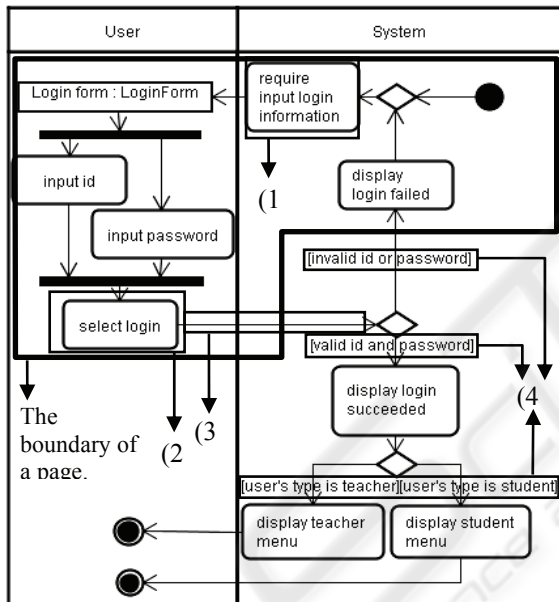 User
System
require
input login
information
Login form : LoginForm
input id
display
login failed
(1
input password
[invalid id or password]
select login
[valid id and password]
The
boundary of
a page.
(2
(3
display login
succeeded
(4
[user's type is teacher]
[user's type is student]
display teacher
menu
display student
menu